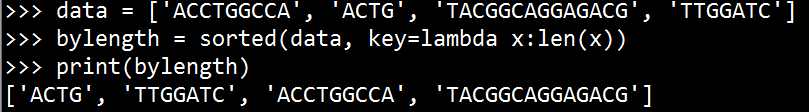 >>> data = ['ACCTGGCCA', 'ACTG', 'TACGGCAGGAGACG', 'TTGGATC']
>>> bylength = sorted(data, key=lambda x:len(x))
>>> print(bylength)
['ACTG', 'TTGGATC', 'ACCTGGCCA', 'TACGGCAGGAGACG']